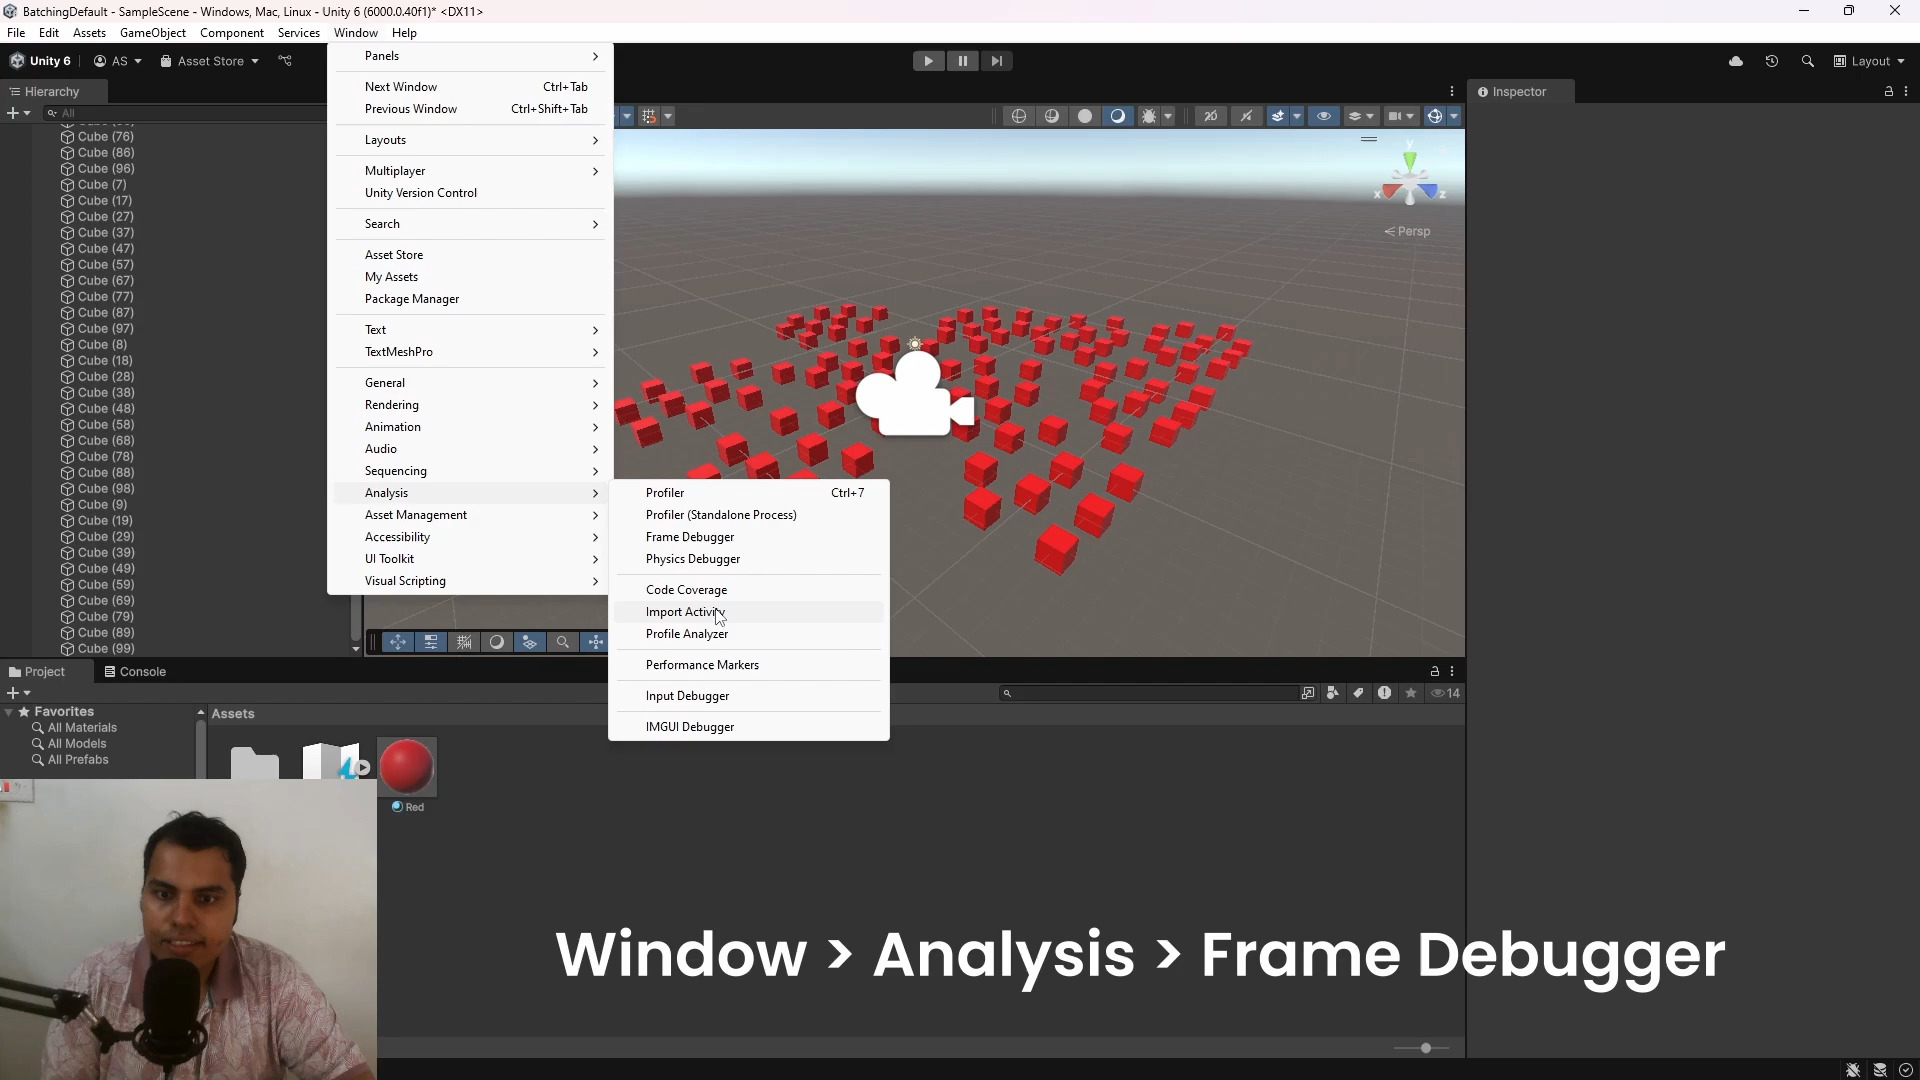 BatchingDefault - SampleScene - Windows, Mac, Linux - Unity 6 (6000.0.40f1)* <DX11>
File Edit Assets GameObject Component Services Window Help
Unity 6 AS Asset Store Layout
Hierarchy
All
Cube (76)
Cube (86)
Cube (96)
Cube (7)
Cube (17)
Cube (27)
Cube (37)
Cube (47)
Cube (57)
Cube (67)
Cube (77)
Cube (87)
Cube (97)
Cube (8)
Cube (18)
Cube (28)
Cube (38)
Cube (48)
Cube (58)
Cube (68)
Cube (78)
Cube (88)
Cube (98)
Cube (9)
Cube (19)
Cube (29)
Cube (39)
Cube (49)
Cube (59)
Cube (69)
Cube (79)
Cube (89)
Cube (99)
Panels
Next Window Ctrl+Tab
Previous Window Ctrl+Shift+Tab
Layouts
Multiplayer
Unity Version Control
Search
Asset Store
My Assets
Package Manager
Text
TextMeshPro
General
Rendering
Animation
Audio
Sequencing
Analysis
Asset Management
Accessibility
UI Toolkit
Visual Scripting
Profiler Ctrl+7
Profiler (Standalone Process)
Frame Debugger
Physics Debugger
Code Coverage
Import Activity
Profile Analyzer
Performance Markers
Input Debugger
IMGUI Debugger
2D
y
x z
< Persp
Inspector
Project Console
14
Favorites
All Materials
All Models
All Prefabs
Assets
Red
Window > Analysis > Frame Debugger